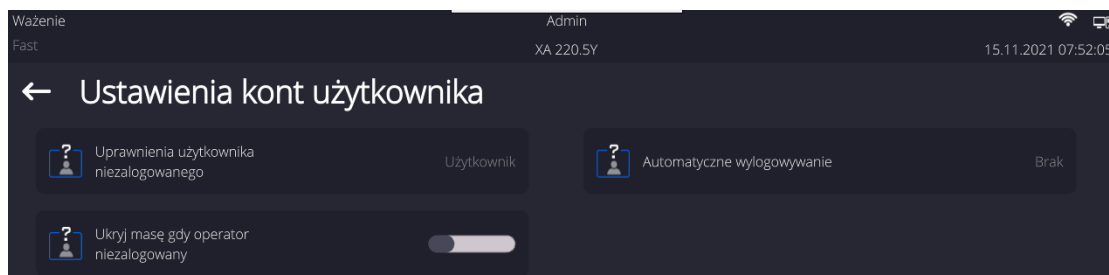 Ważenie
Admin
Fast
XA 220.5Y
15.11.2021 07:52:05
Ustawienia kont użytkownika
Uprawnienia użytkownika
niezalogowanego
Użytkownik
Automatyczne wylogowywanie
Brak
Ukryj masę gdy operator
niezalogowany